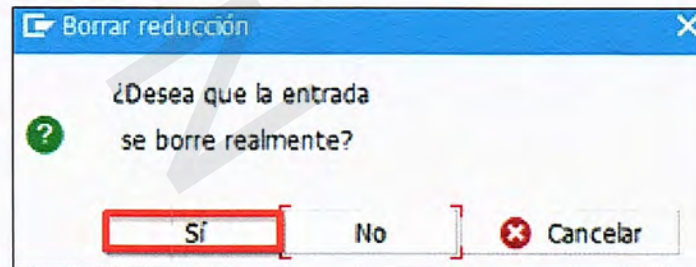 Borrar reducción
¿Desea que la entrada
se borre realmente?
Sí No Cancelar